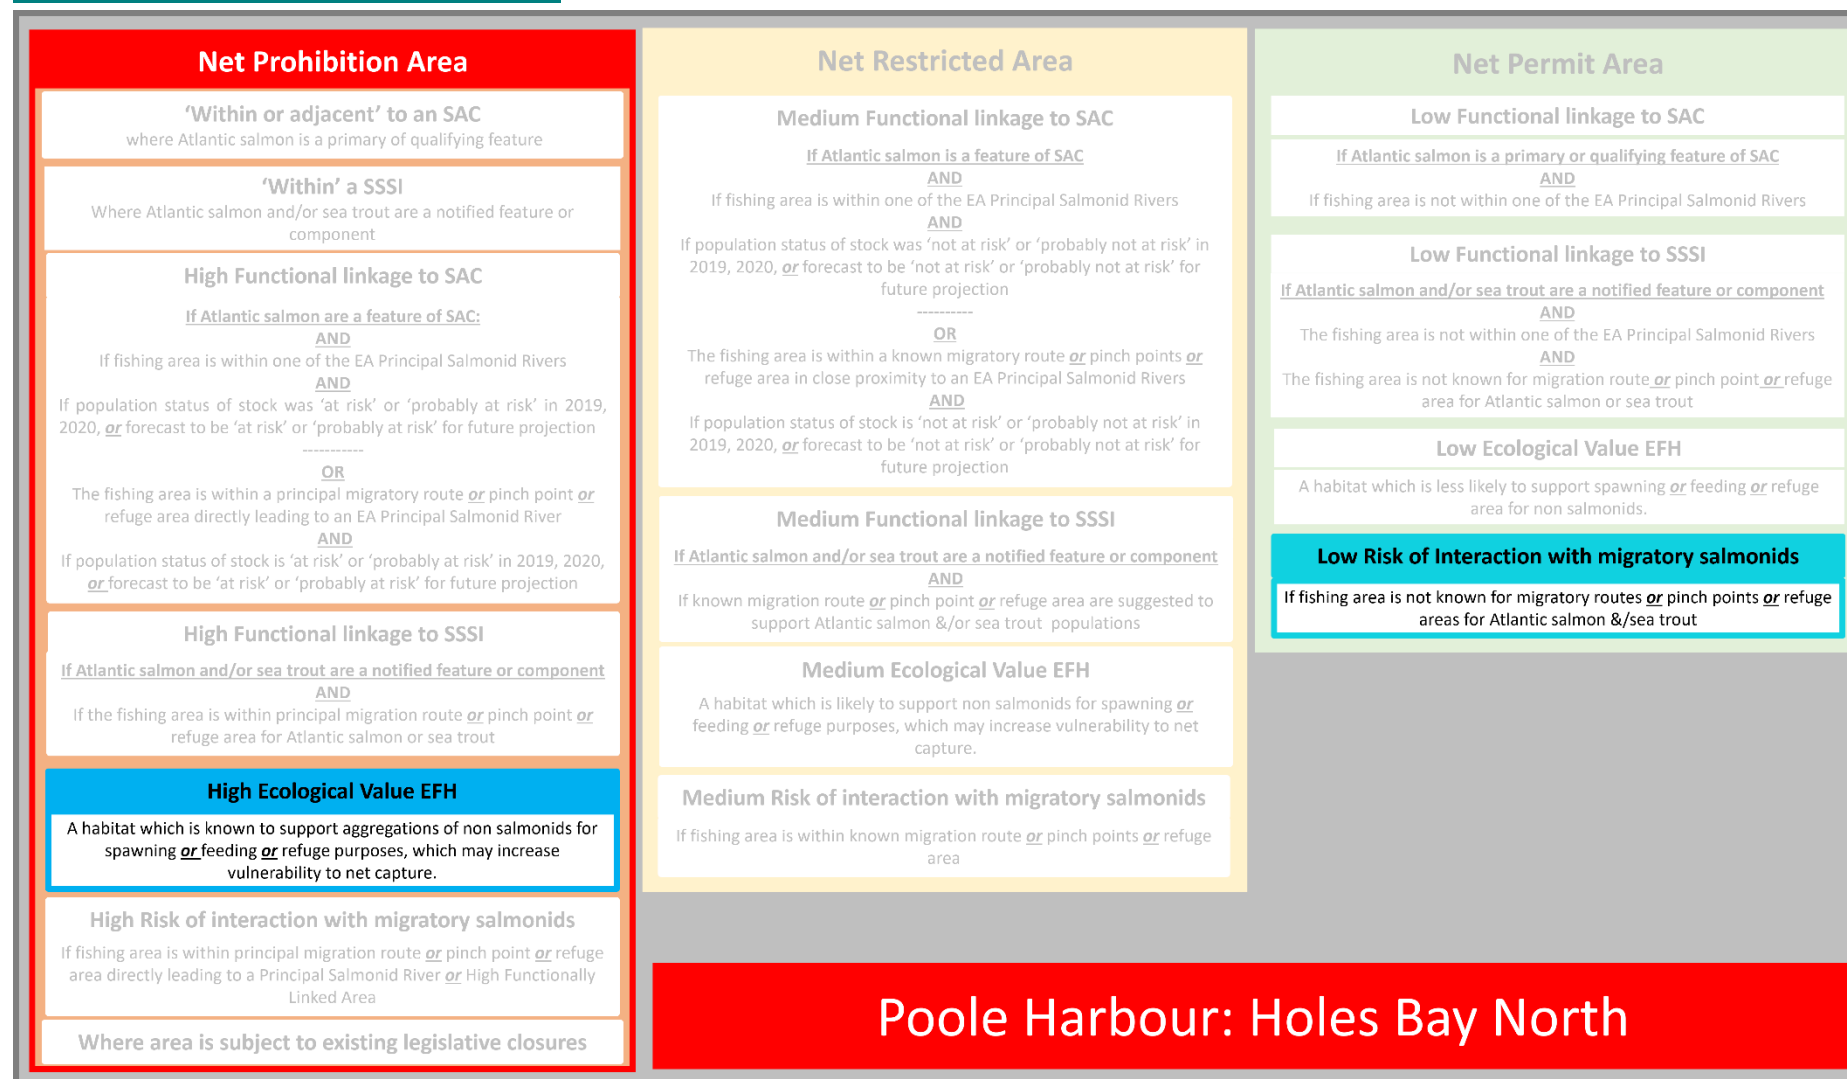 Net Prohibition Area
'Within or adjacent' to an SAC
where Atlantic salmon is a primary of qualifying feature
'Within' a SSSI
Where Atlantic salmon and/or sea trout are a notified feature or
component
High Functional linkage to SAC
If Atlantic salmon are a feature of SAC:
AND
If fishing area is within one of the EA Principal Salmonid Rivers
AND
If population status of stock was 'at risk' or 'probably at risk' in 2019,
2020, or forecast to be 'at risk' or 'probably at risk' for future projection
-----------
OR
The fishing area is within a principal migratory route or pinch point or
refuge area directly leading to an EA Principal Salmonid River
AND
If population status of stock is 'at risk' or 'probably at risk' in 2019, 2020,
or forecast to be 'at risk' or 'probably at risk' for future projection
High Functional linkage to SSSI
If Atlantic salmon and/or sea trout are a notified feature or component
AND
If the fishing area is within principal migration route or pinch point or
refuge area for Atlantic salmon or sea trout
High Ecological Value EFH
A habitat which is known to support aggregations of non salmonids for
spawning or feeding or refuge purposes, which may increase
vulnerability to net capture.
High Risk of interaction with migratory salmonids
If fishing area is within principal migration route or pinch point or refuge
area directly leading to a Principal Salmonid River or High Functionally
Linked Area
Where area is subject to existing legislative closures
Net Restricted Area
Medium Functional linkage to SAC
If Atlantic salmon is a feature of SAC
AND
If fishing area is within one of the EA Principal Salmonid Rivers
AND
If population status of stock was 'not at risk' or 'probably not at risk' in
2019, 2020, or forecast to be 'not at risk' or 'probably not at risk' for
future projection
----------
OR
The fishing area is within a known migratory route or pinch points or
refuge area in close proximity to an EA Principal Salmonid Rivers
AND
If population status of stock is 'not at risk' or 'probably not at risk' in
2019, 2020, or forecast to be 'not at risk' or 'probably not at risk' for
future projection
Medium Functional linkage to SSSI
If Atlantic salmon and/or sea trout are a notified feature or component
AND
If known migration route or pinch point or refuge area are suggested to
support Atlantic salmon &/or sea trout populations
Medium Ecological Value EFH
A habitat which is likely to support non salmonids for spawning or
feeding or refuge purposes, which may increase vulnerability to net
capture.
Medium Risk of interaction with migratory salmonids
If fishing area is within known migration route or pinch points or refuge
area
Net Permit Area
Low Functional linkage to SAC
If Atlantic salmon is a primary or qualifying feature of SAC
AND
If fishing area is not within one of the EA Principal Salmonid Rivers
Low Functional linkage to SSSI
If Atlantic salmon and/or sea trout are a notified feature or component
AND
The fishing area is not within one of the EA Principal Salmonid Rivers
AND
The fishing area is not known for migration route or pinch point or refuge
area for Atlantic salmon or sea trout
Low Ecological Value EFH
A habitat which is less likely to support spawning or feeding or refuge
area for non salmonids.
Low Risk of Interaction with migratory salmonids
If fishing area is not known for migratory routes or pinch points or refuge
areas for Atlantic salmon &/sea trout
Poole Harbour: Holes Bay North